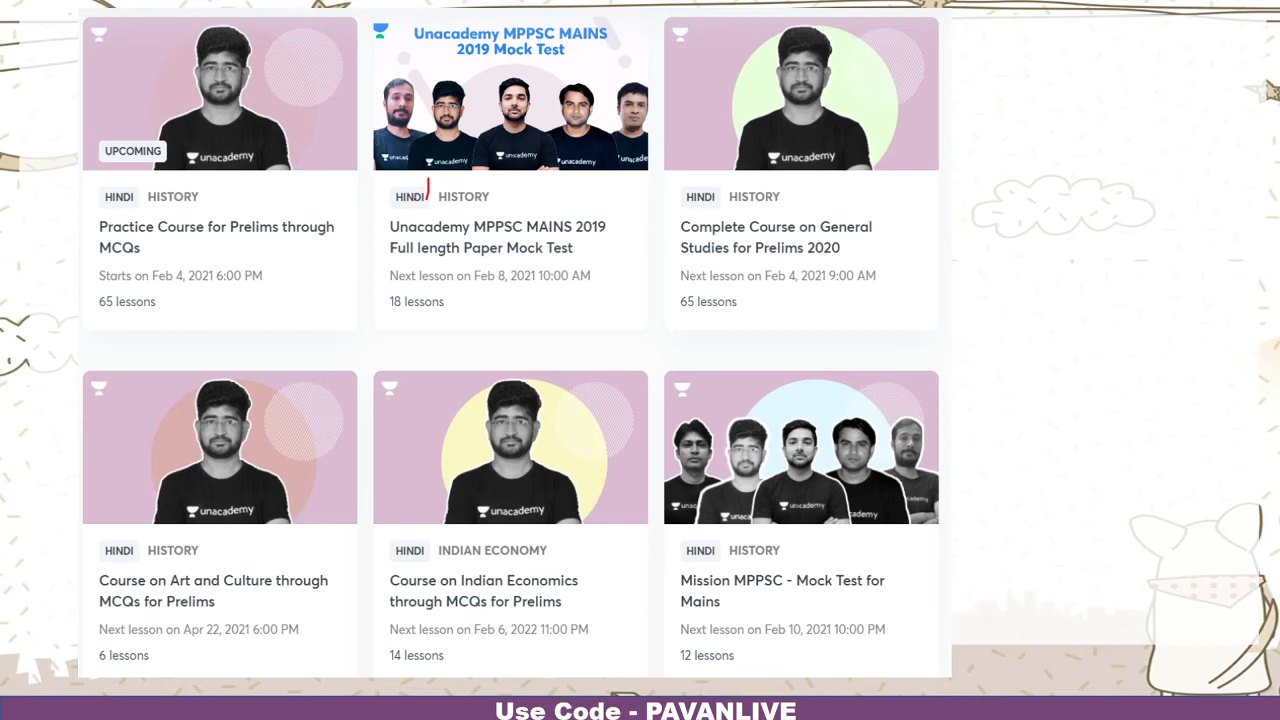 unacademy
UPCOMING
HINDI HISTORY
Practice Course for Prelims through
MCQs
Starts on Feb 4, 2021 6:00 PM
65 lessons
Unacademy MPPSC MAINS
2019 Mock Test
unacademy
unacademy
unacademy
HINDI HISTORY
Unacademy MPPSC MAINS 2019
Full length Paper Mock Test
Next lesson on Feb 8, 2021 10:00 AM
18 lessons
unacademy
HINDI HISTORY
Complete Course on General
Studies for Prelims 2020
Next lesson on Feb 4, 2021 9:00 AM
65 lessons
unacademy
HINDI HISTORY
Course on Art and Culture through
MCQs for Prelims
Next lesson on Apr 22, 2021 6:00 PM
6 lessons
unacademy
HINDI INDIAN ECONOMY
Course on Indian Economics
through MCQs for Prelims
Next lesson on Feb 6, 2022 11:00 PM
14 lessons
unacademy
HINDI HISTORY
Mission MPPSC - Mock Test for
Mains
Next lesson on Feb 10, 2021 10:00 PM
12 lessons
Use Code - PAVANLIVE